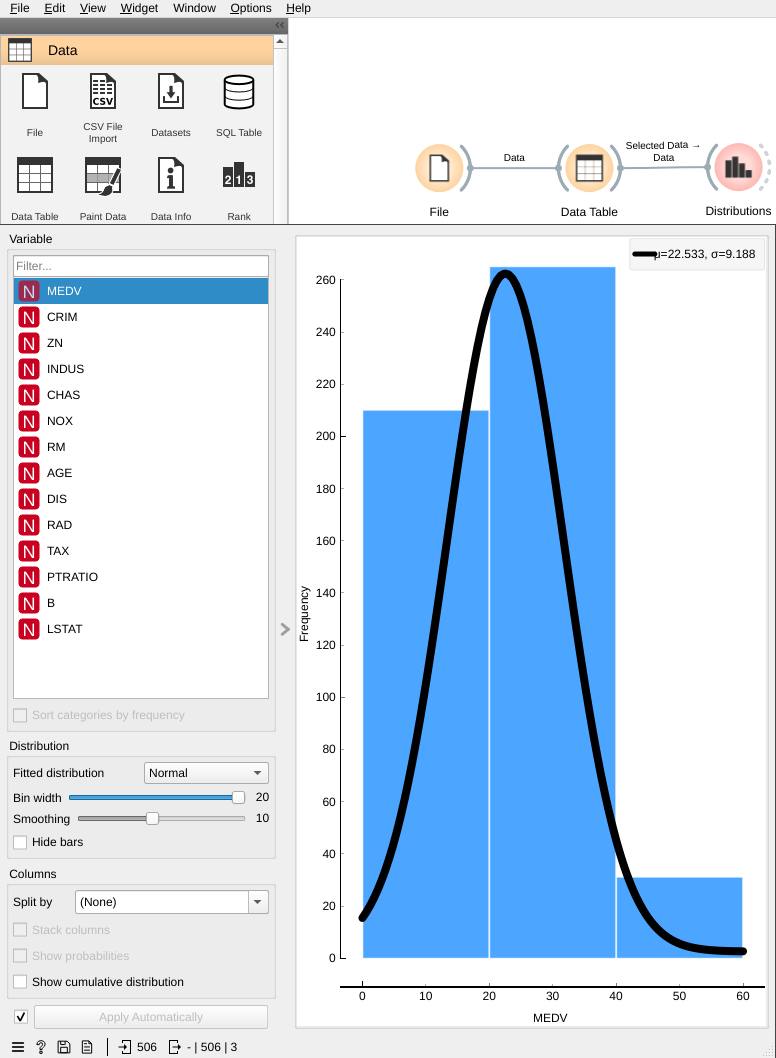 File Edit View Widget Window Options Help
«
Data
File CSV File Import Datasets SQL Table
CSV
Data Table Paint Data Data Info Rank
2 1 3
Data
Selected Data →
Data
File Data Table Distributions
Variable
Filter...
N MEDV
N CRIM
N ZN
N INDUS
N CHAS
N NOX
N RM
N AGE
N DIS
N RAD
N TAX
N PTRATIO
N B
N LSTAT
Sort categories by frequency
Distribution
Fitted distribution Normal
Bin width 20
Smoothing 10
Hide bars
Columns
Split by (None)
Stack columns
Show probabilities
Show cumulative distribution
Apply Automatically
? 506 - | 506 | 3
μ=22.533, σ=9.188
260
240
220
200
180
160
140
120
100
80
60
40
20
0
Frequency
0 10 20 30 40 50 60
MEDV